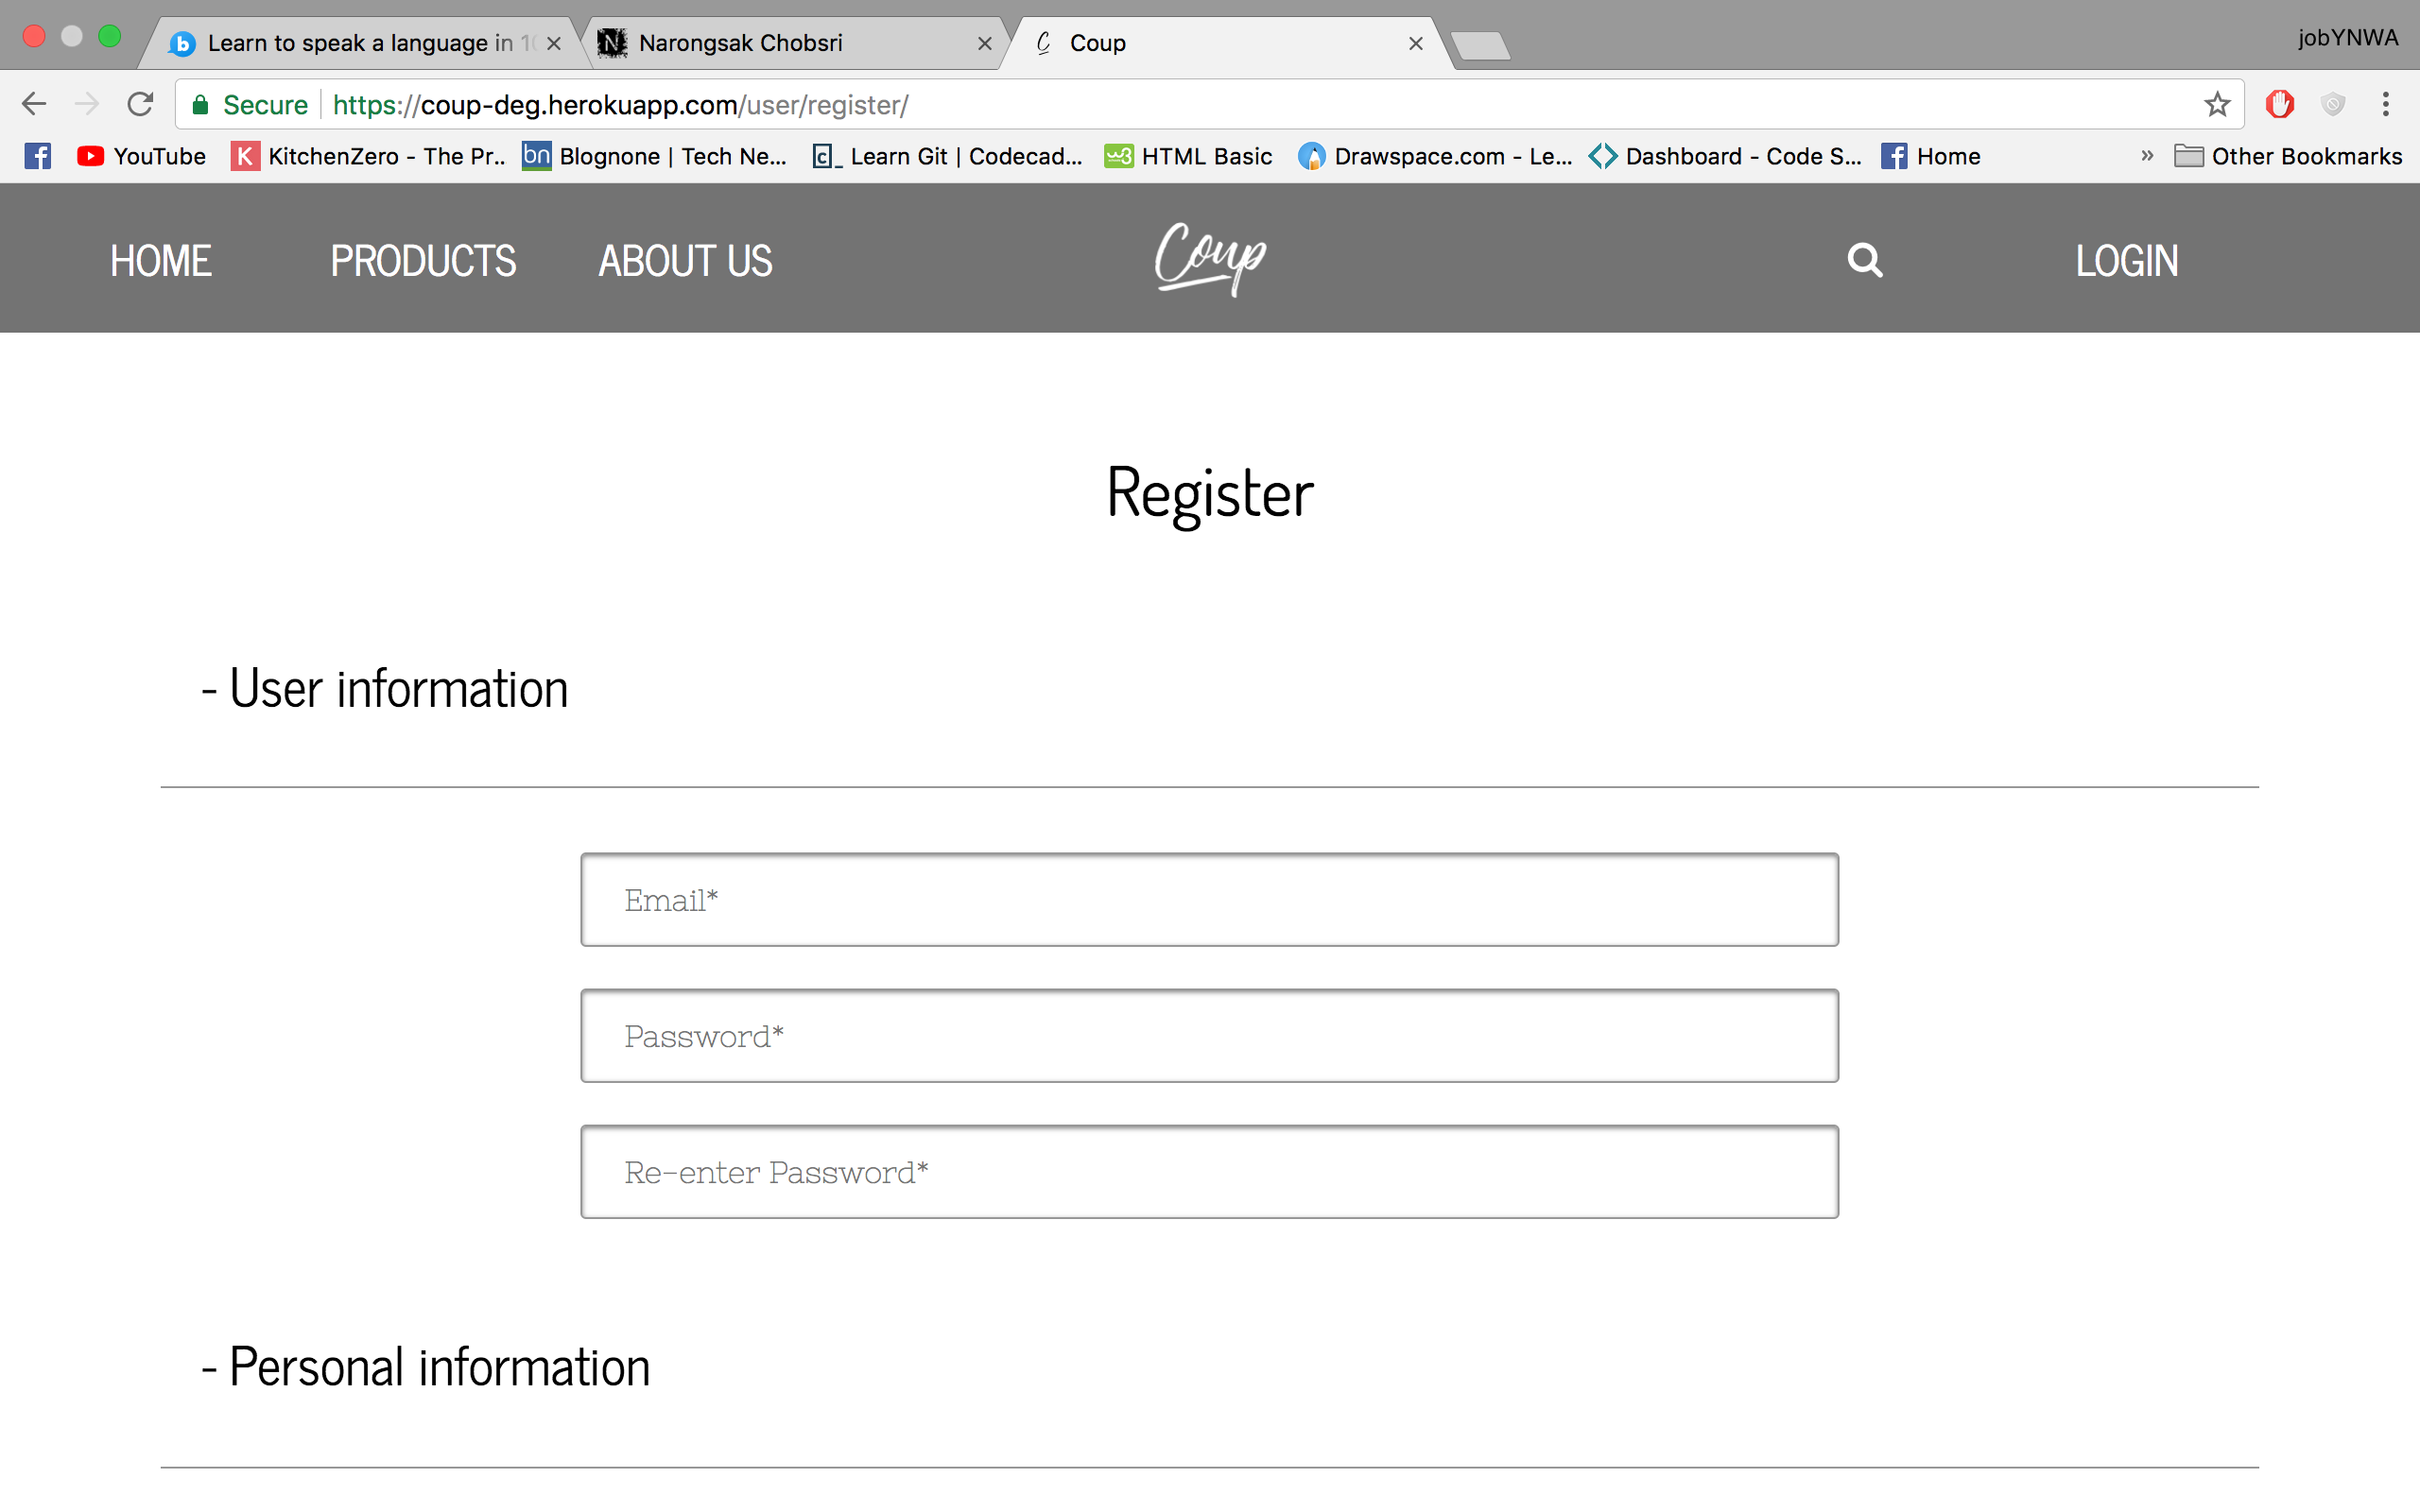 Learn to speak a language in 10
Narongsak Chobsri
Coup
jobYNWA
Secure https://coup-deg.herokuapp.com/user/register/
YouTube KitchenZero - The Pr.. bn Blognone | Tech Ne... Learn Git | Codecad... HTML Basic Drawspace.com - Le... Dashboard - Code S... Home » Other Bookmarks
HOME PRODUCTS ABOUT US Coup LOGIN
Register
- User information
Email*
Password*
Re-enter Password*
- Personal information